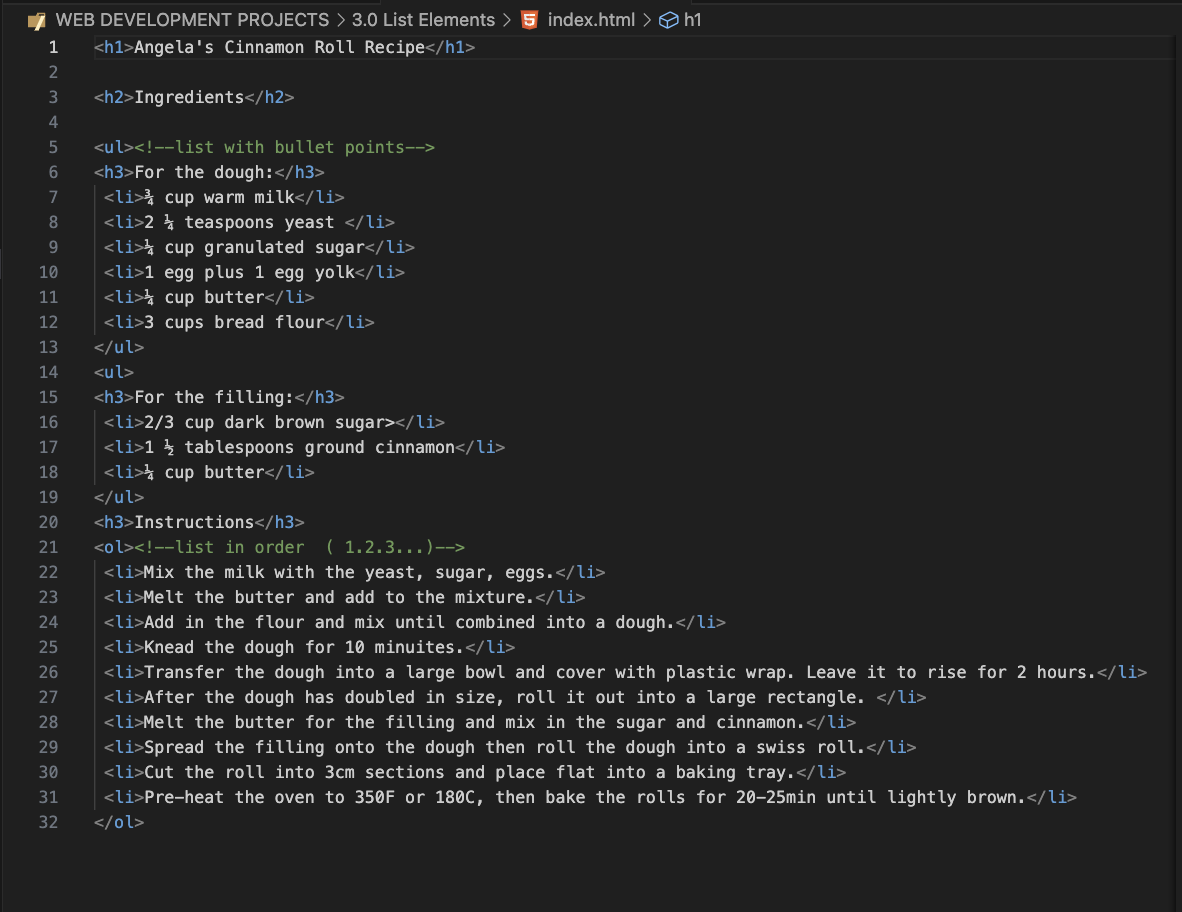 WEB DEVELOPMENT PROJECTS > 3.0 List Elements > index.html > h1
1 <h1>Angela's Cinnamon Roll Recipe</h1>
2
3 <h2>Ingredients</h2>
4
5 <ul><!--list with bullet points-->
6 <h3>For the dough:</h3>
7 <li>¾ cup warm milk</li>
8 <li>2 ¼ teaspoons yeast </li>
9 <li>¼ cup granulated sugar</li>
10 <li>1 egg plus 1 egg yolk</li>
11 <li>¼ cup butter</li>
12 <li>3 cups bread flour</li>
13 </ul>
14 <ul>
15 <h3>For the filling:</h3>
16 <li>2/3 cup dark brown sugar></li>
17 <li>1 ½ tablespoons ground cinnamon</li>
18 <li>¼ cup butter</li>
19 </ul>
20 <h3>Instructions</h3>
21 <ol><!--list in order  ( 1.2.3...)-->
22 <li>Mix the milk with the yeast, sugar, eggs.</li>
23 <li>Melt the butter and add to the mixture.</li>
24 <li>Add in the flour and mix until combined into a dough.</li>
25 <li>Knead the dough for 10 minuites.</li>
26 <li>Transfer the dough into a large bowl and cover with plastic wrap. Leave it to rise for 2 hours.</li>
27 <li>After the dough has doubled in size, roll it out into a large rectangle. </li>
28 <li>Melt the butter for the filling and mix in the sugar and cinnamon.</li>
29 <li>Spread the filling onto the dough then roll the dough into a swiss roll.</li>
30 <li>Cut the roll into 3cm sections and place flat into a baking tray.</li>
31 <li>Pre-heat the oven to 350F or 180C, then bake the rolls for 20-25min until lightly brown.</li>
32 </ol>